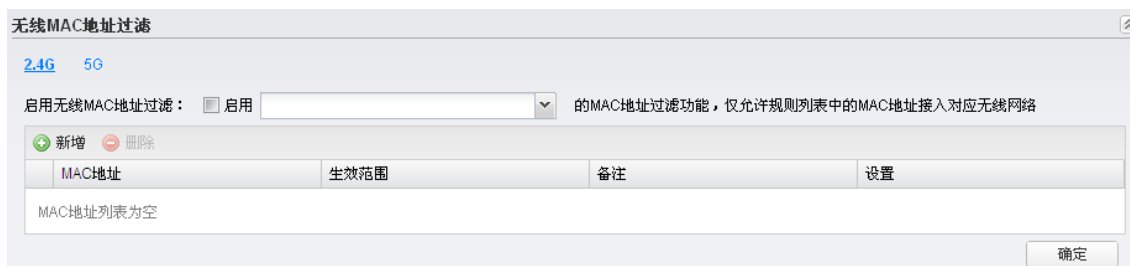 无线MAC地址过滤
2.4G 5G
启用无线MAC地址过滤： 启用 的MAC地址过滤功能，仅允许规则列表中的MAC地址接入对应无线网络
新增 删除
MAC地址 生效范围 备注 设置
MAC地址列表为空
确定